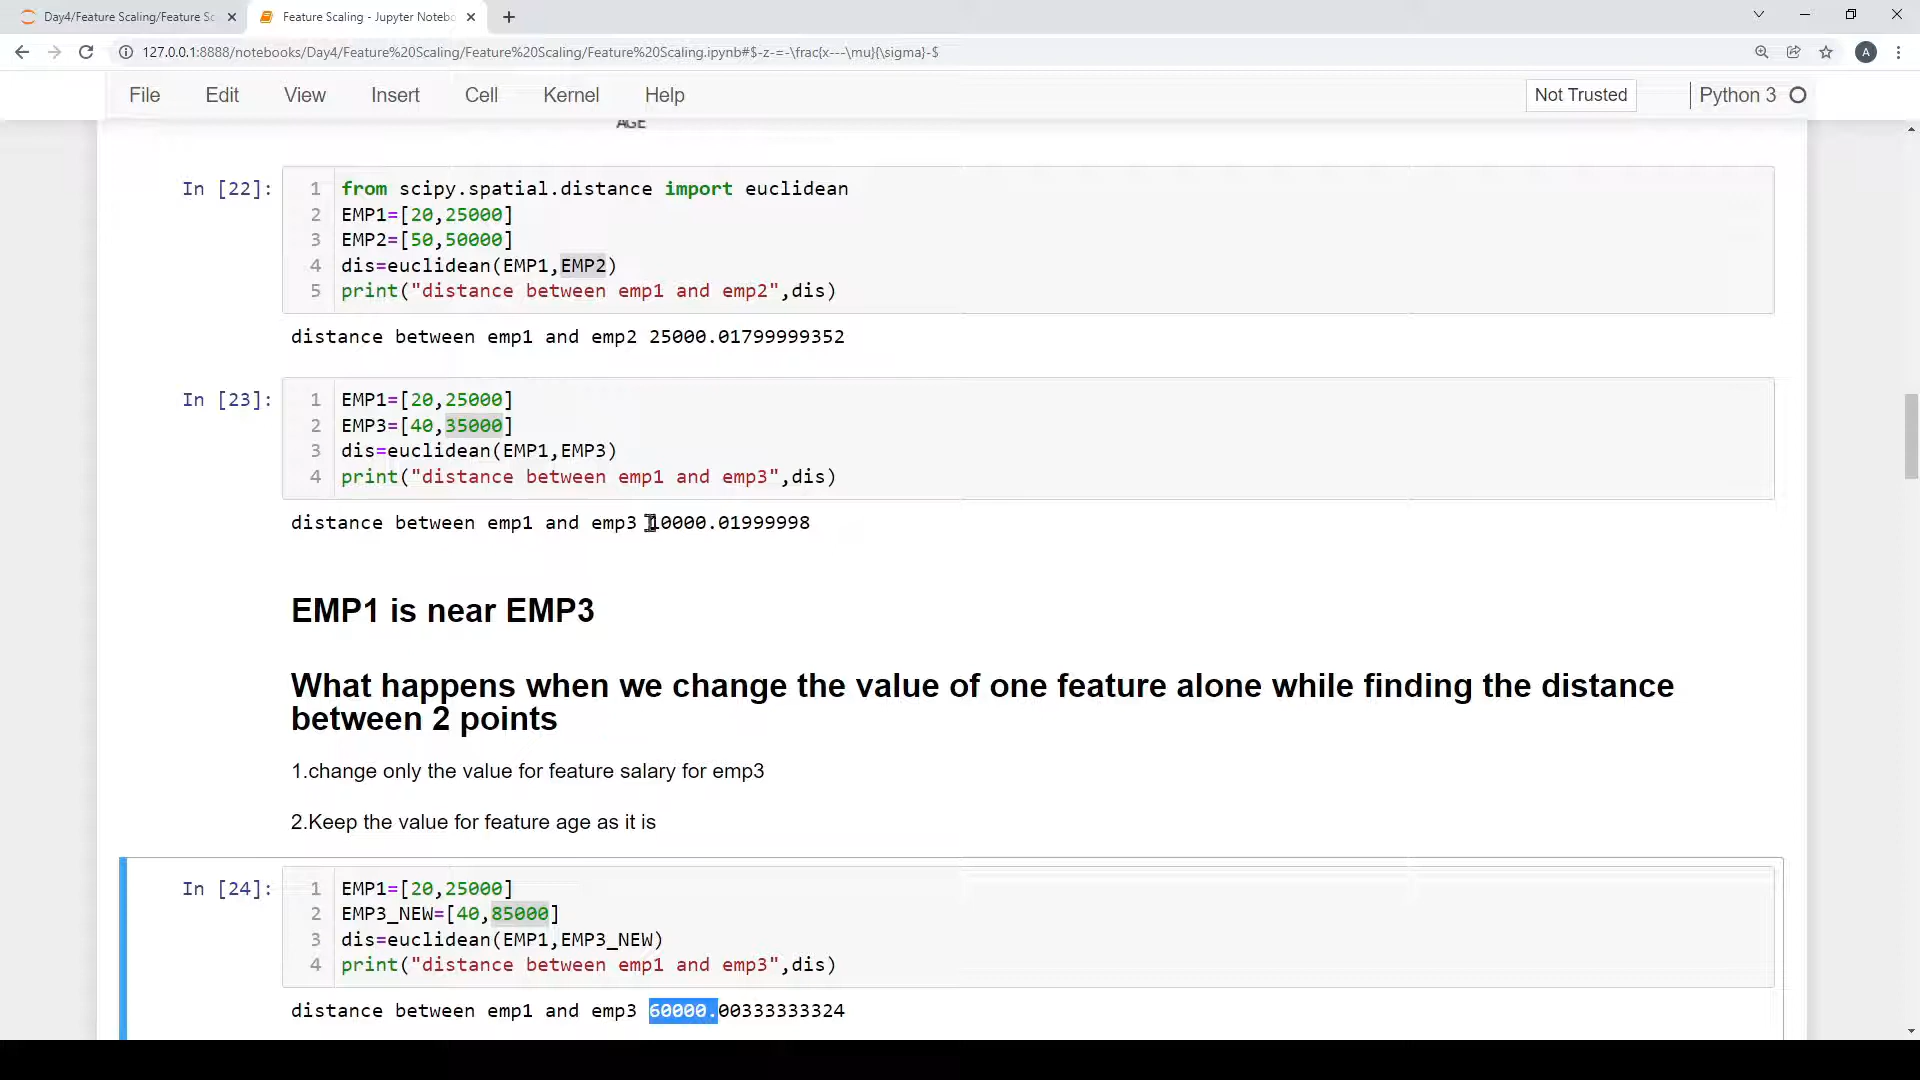 Day4/Feature Scaling/Feature Sc
Feature Scaling - Jupyter Notebo
127.0.0.1:8888/notebooks/Day4/Feature%20Scaling/Feature%20Scaling/Feature%20Scaling.ipynb#$-z-=-\frac{x---\mu}{\sigma}-$
A
File Edit View Insert Cell Kernel Help
Not Trusted
Python 3
AGE
In [22]:
1 from scipy.spatial.distance import euclidean
2 EMP1=[20,25000]
3 EMP2=[50,50000]
4 dis=euclidean(EMP1,EMP2)
5 print("distance between emp1 and emp2",dis)
distance between emp1 and emp2 25000.01799999352
In [23]:
1 EMP1=[20,25000]
2 EMP3=[40,35000]
3 dis=euclidean(EMP1,EMP3)
4 print("distance between emp1 and emp3",dis)
distance between emp1 and emp3 10000.01999998
EMP1 is near EMP3
What happens when we change the value of one feature alone while finding the distance
between 2 points
1.change only the value for feature salary for emp3
2.Keep the value for feature age as it is
In [24]:
1 EMP1=[20,25000]
2 EMP3_NEW=[40,85000]
3 dis=euclidean(EMP1,EMP3_NEW)
4 print("distance between emp1 and emp3",dis)
distance between emp1 and emp3 60000.00333333324